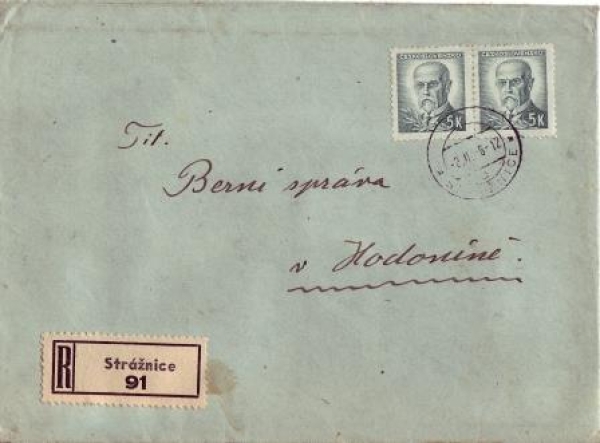 ČESKOSLOVENSKO ČESKOSLOVENSKO
5K 5K
Tit.
Berní správa
v Hodoníně.
R
Strážnice
91